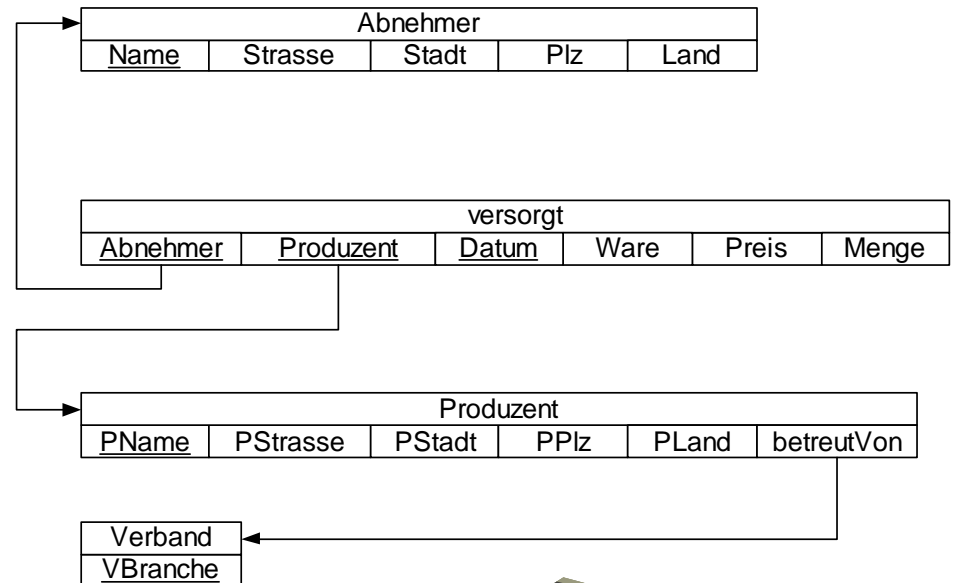 Abnehmer
Name Strasse Stadt Plz Land
versorgt
Abnehmer Produzent Datum Ware Preis Menge
Produzent
PName PStrasse PStadt PPlz PLand betreutVon
Verband
VBranche